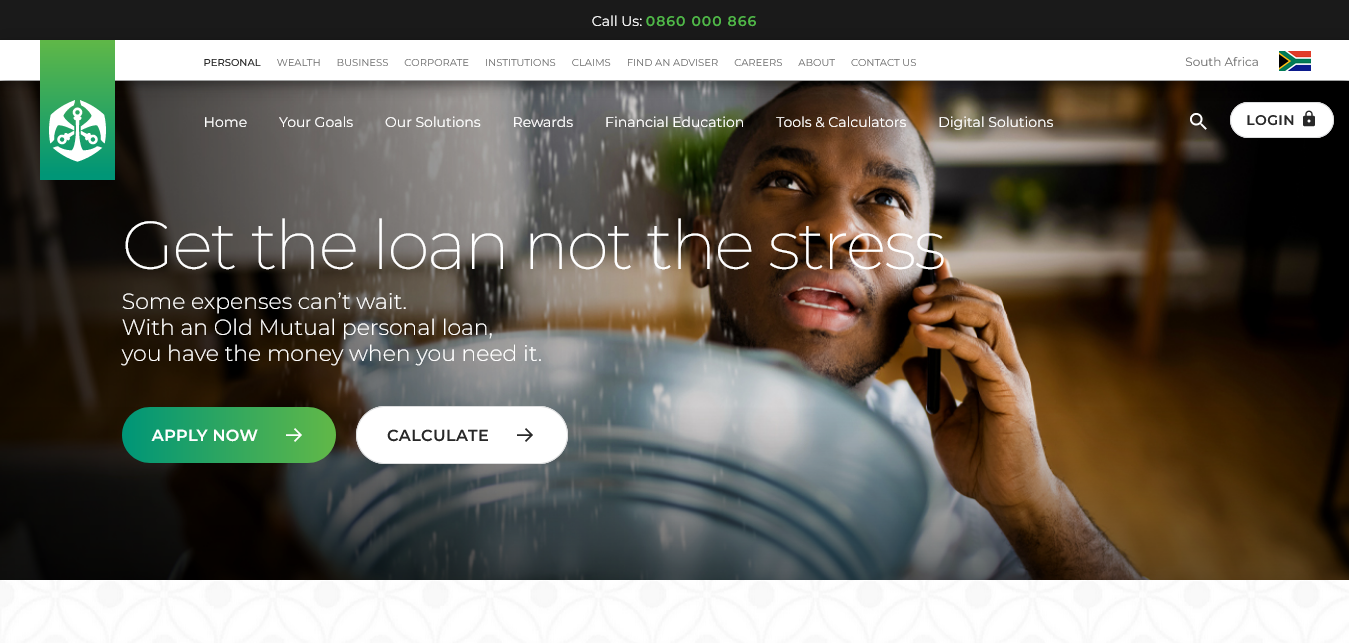 Call Us: 0860 000 866
PERSONAL WEALTH BUSINESS CORPORATE INSTITUTIONS CLAIMS FIND AN ADVISER CAREERS ABOUT CONTACT US South Africa
Home Your Goals Our Solutions Rewards Financial Education Tools & Calculators Digital Solutions LOGIN
Get the loan not the stress
Some expenses can’t wait.
With an Old Mutual personal loan,
you have the money when you need it.
APPLY NOW CALCULATE